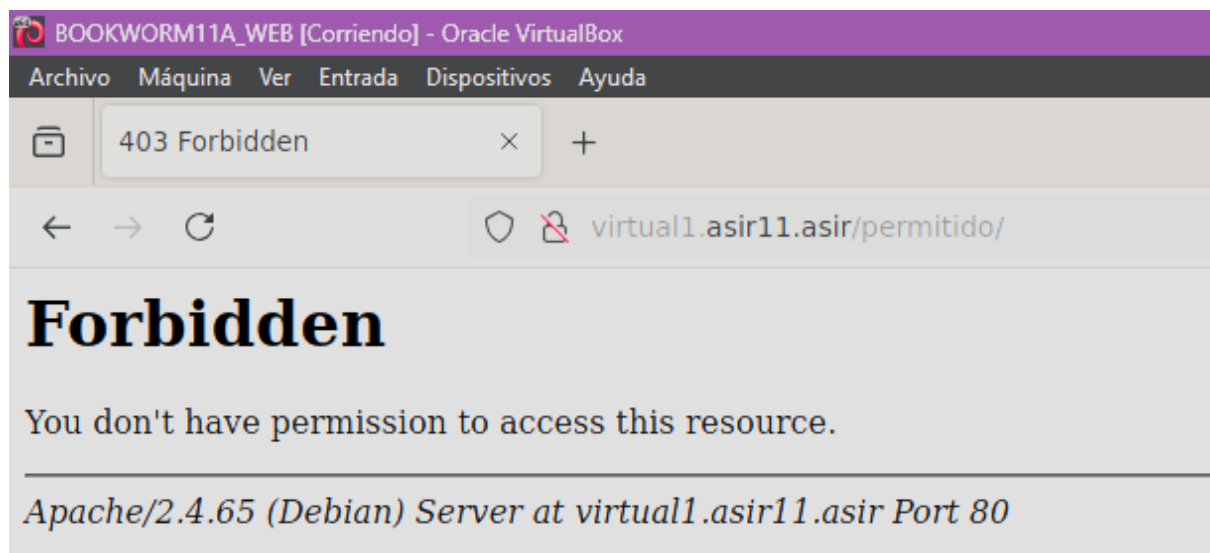 BOOKWORM11A_WEB [Corriendo] - Oracle VirtualBox
Archivo Máquina Ver Entrada Dispositivos Ayuda
403 Forbidden
virtual1.asir11.asir/permitido/
Forbidden
You don't have permission to access this resource.
Apache/2.4.65 (Debian) Server at virtual1.asir11.asir Port 80